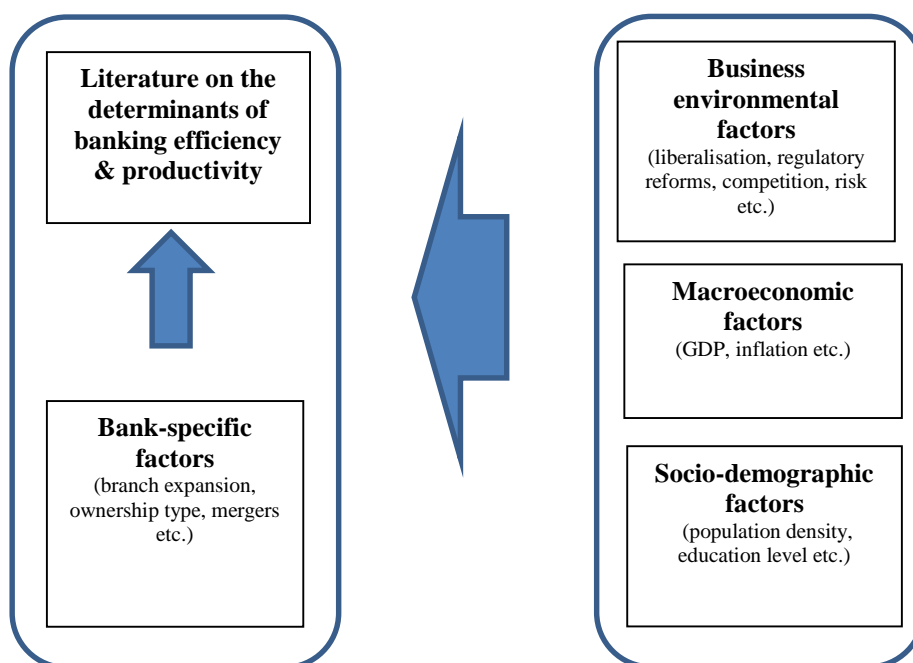 Literature on the
determinants of
banking efficiency
& productivity
Bank-specific
factors
(branch expansion,
ownership type, mergers
etc.)
Business
environmental
factors
(liberalisation, regulatory
reforms, competition, risk
etc.)
Macroeconomic
factors
(GDP, inflation etc.)
Socio-demographic
factors
(population density,
education level etc.)